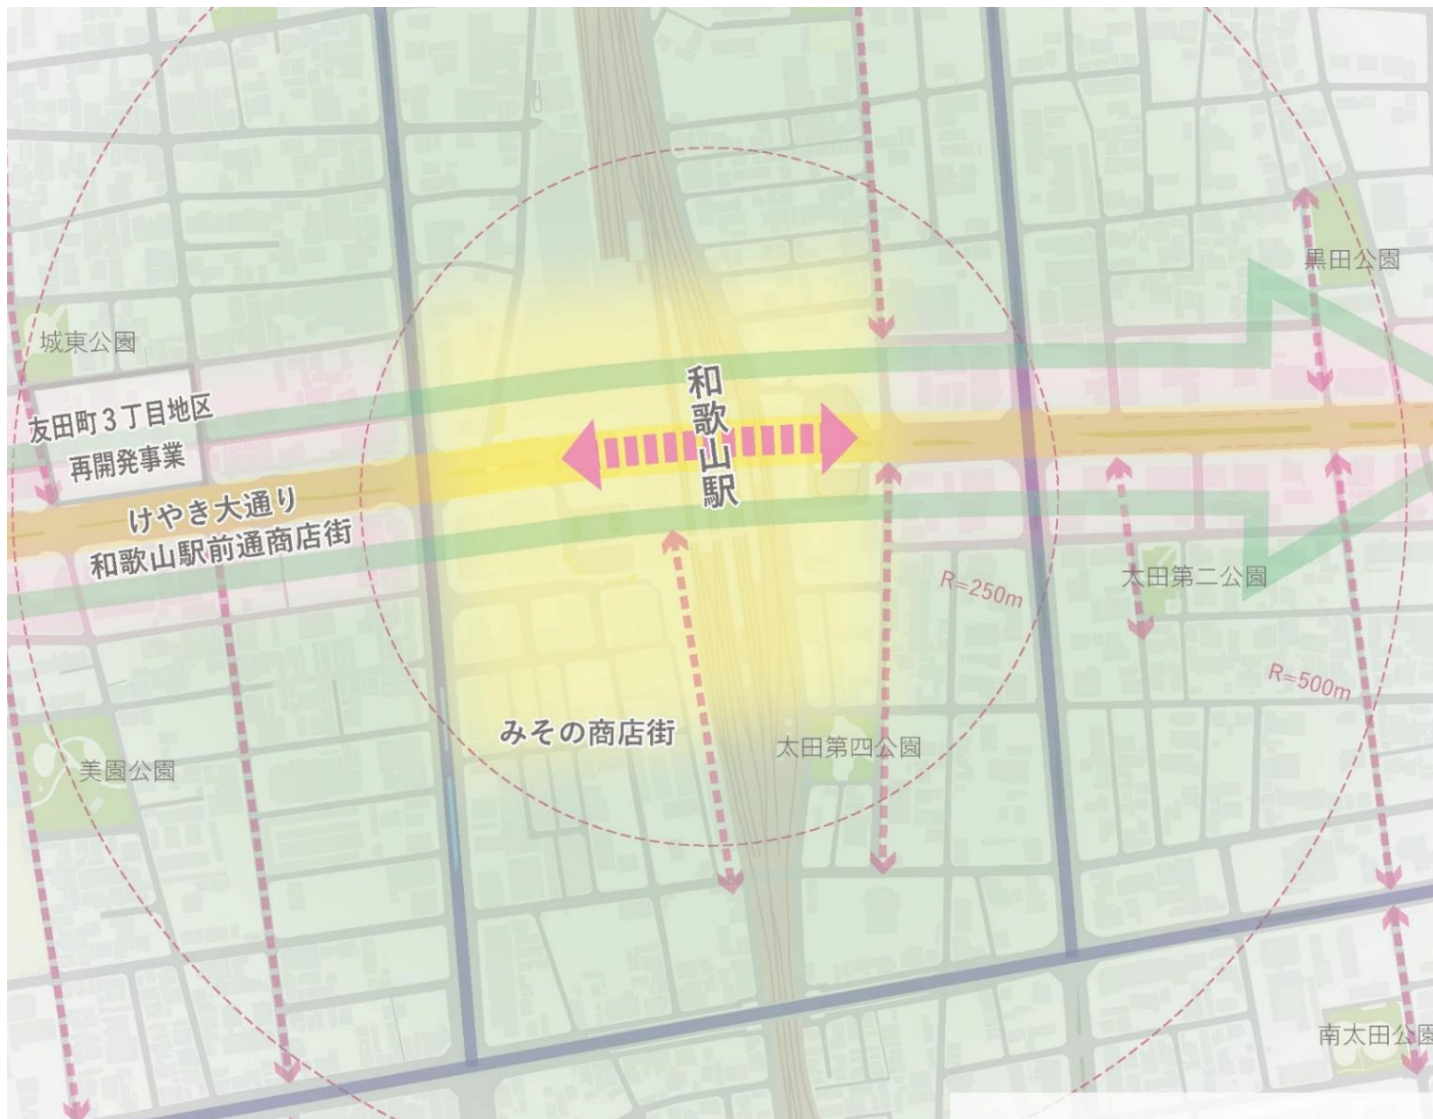 黒田公園
城東公園
友田町３丁目地区
再開発事業
和歌山駅
けやき大通り
和歌山駅前通商店街
太田第二公園
R=250m
R=500m
みその商店街
太田第四公園
美園公園
南太田公園